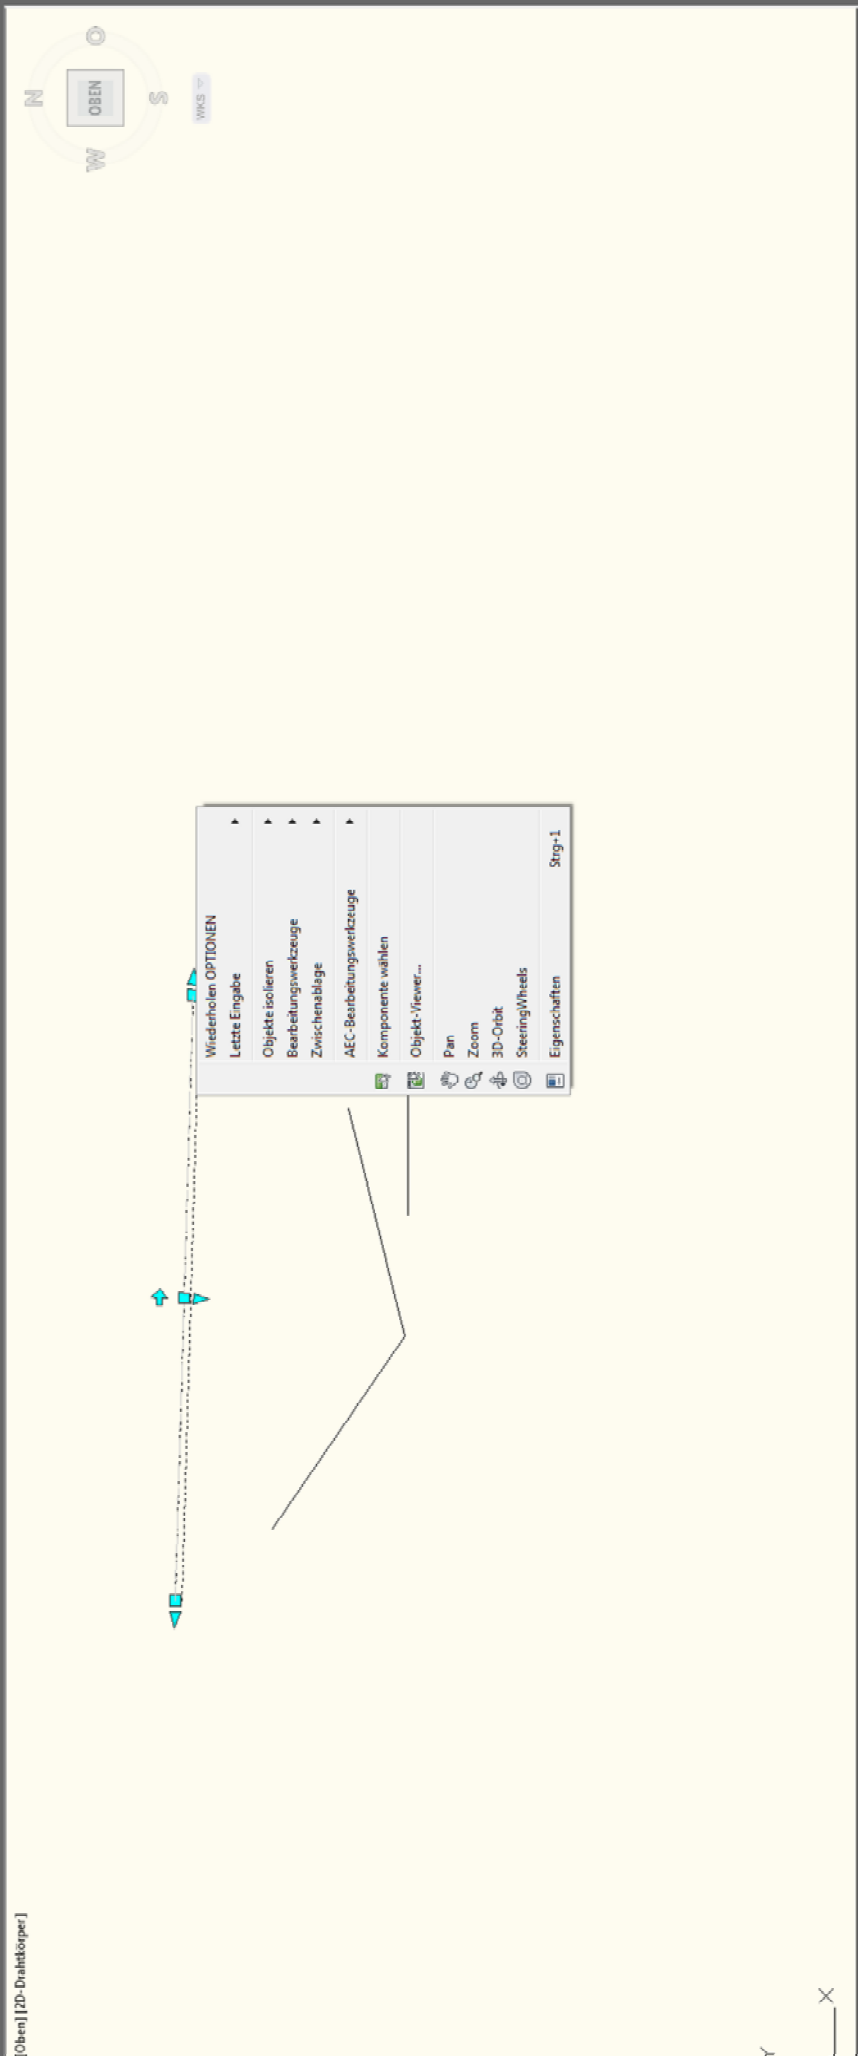 [Oben] [2D-Drahtkörper]
O
N
OBEN
S
W
WKS
Wiederholen OPTIONEN
Letzte Eingabe
Objekte isolieren
Bearbeitungswerkzeuge
Zwischenablage
AEC-Bearbeitungswerkzeuge
Komponente wählen
Objekt-Viewer...
Pan
Zoom
3D-Orbit
SteeringWheels
Eigenschaften Strg+1
Y
X